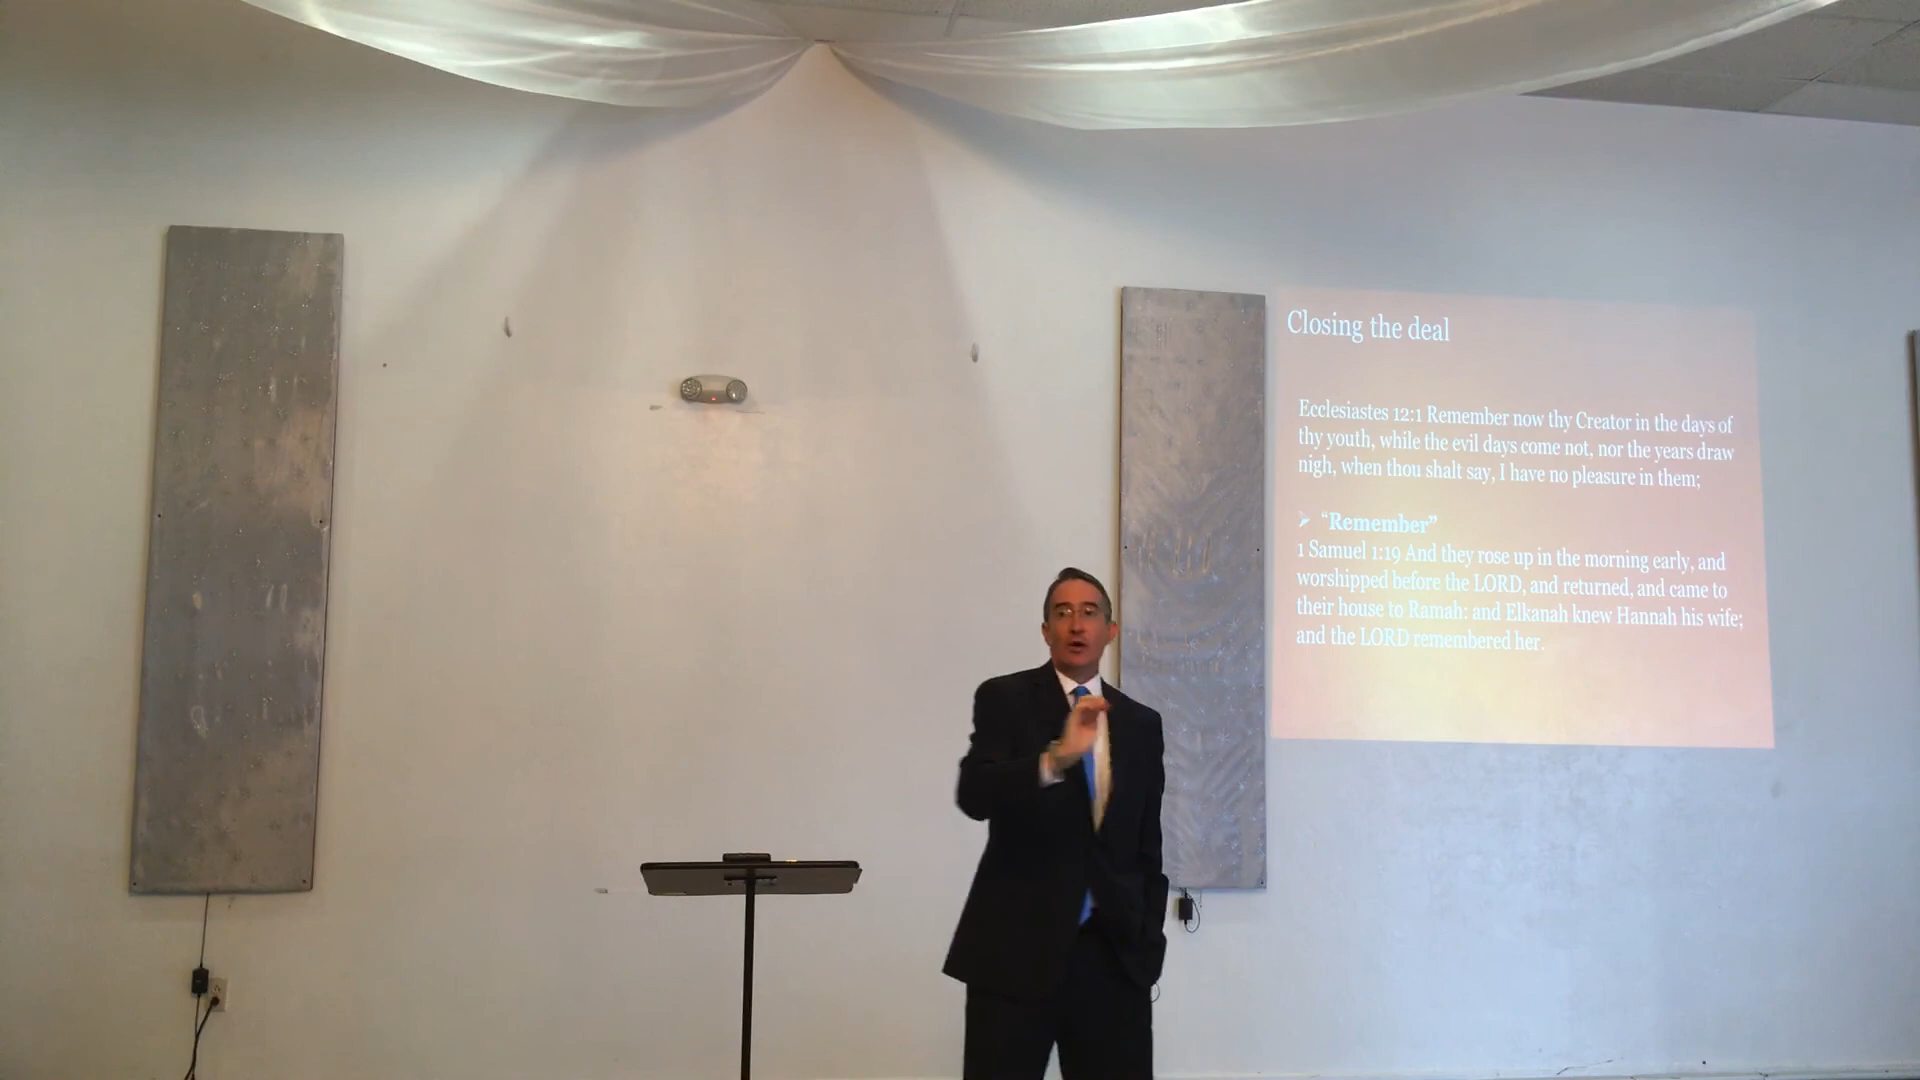 Closing the deal
Ecclesiastes 12:1 Remember now thy Creator in the days of
thy youth, while the evil days come not, nor the years draw
nigh, when thou shalt say, I have no pleasure in them;
➢ “Remember”
1 Samuel 1:19 And they rose up in the morning early, and
worshipped before the LORD, and returned, and came to
their house to Ramah: and Elkanah knew Hannah his wife;
and the LORD remembered her.